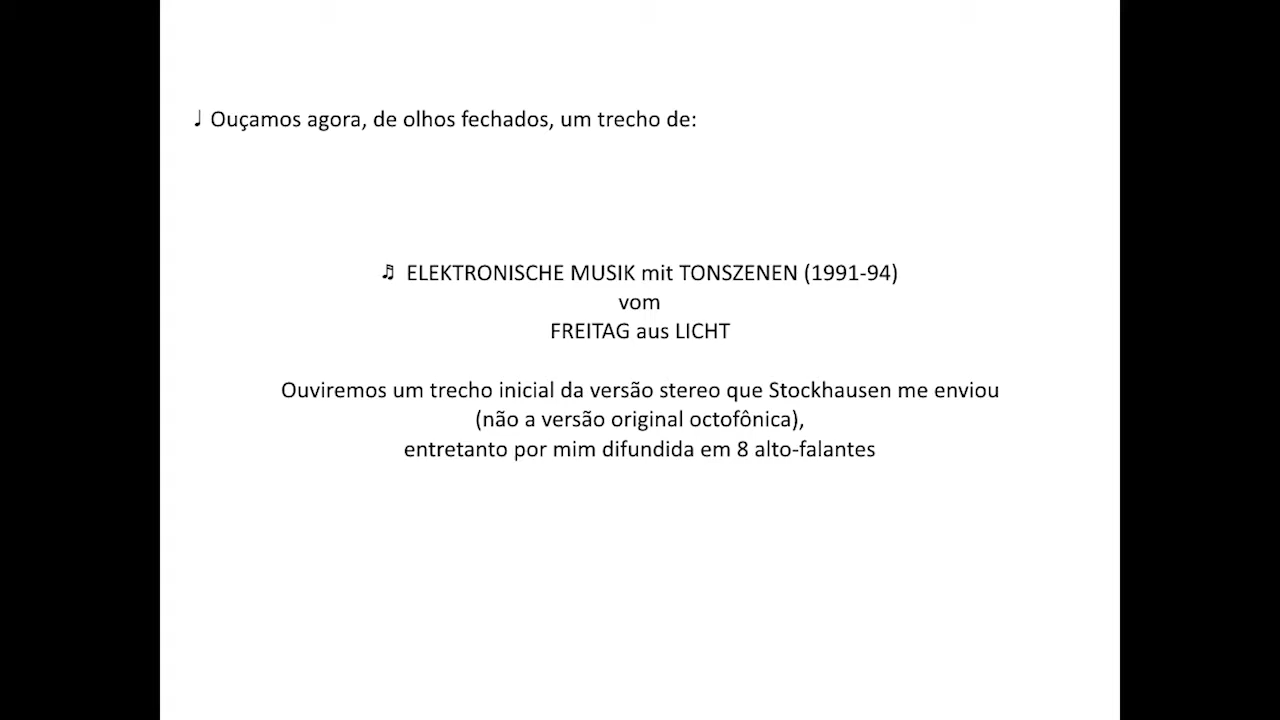 ♩ Ouçamos agora, de olhos fechados, um trecho de:
♫ ELEKTRONISCHE MUSIK mit TONSZENEN (1991-94)
vom
FREITAG aus LICHT
Ouviremos um trecho inicial da versão stereo que Stockhausen me enviou
(não a versão original octofônica),
entretanto por mim difundida em 8 alto-falantes